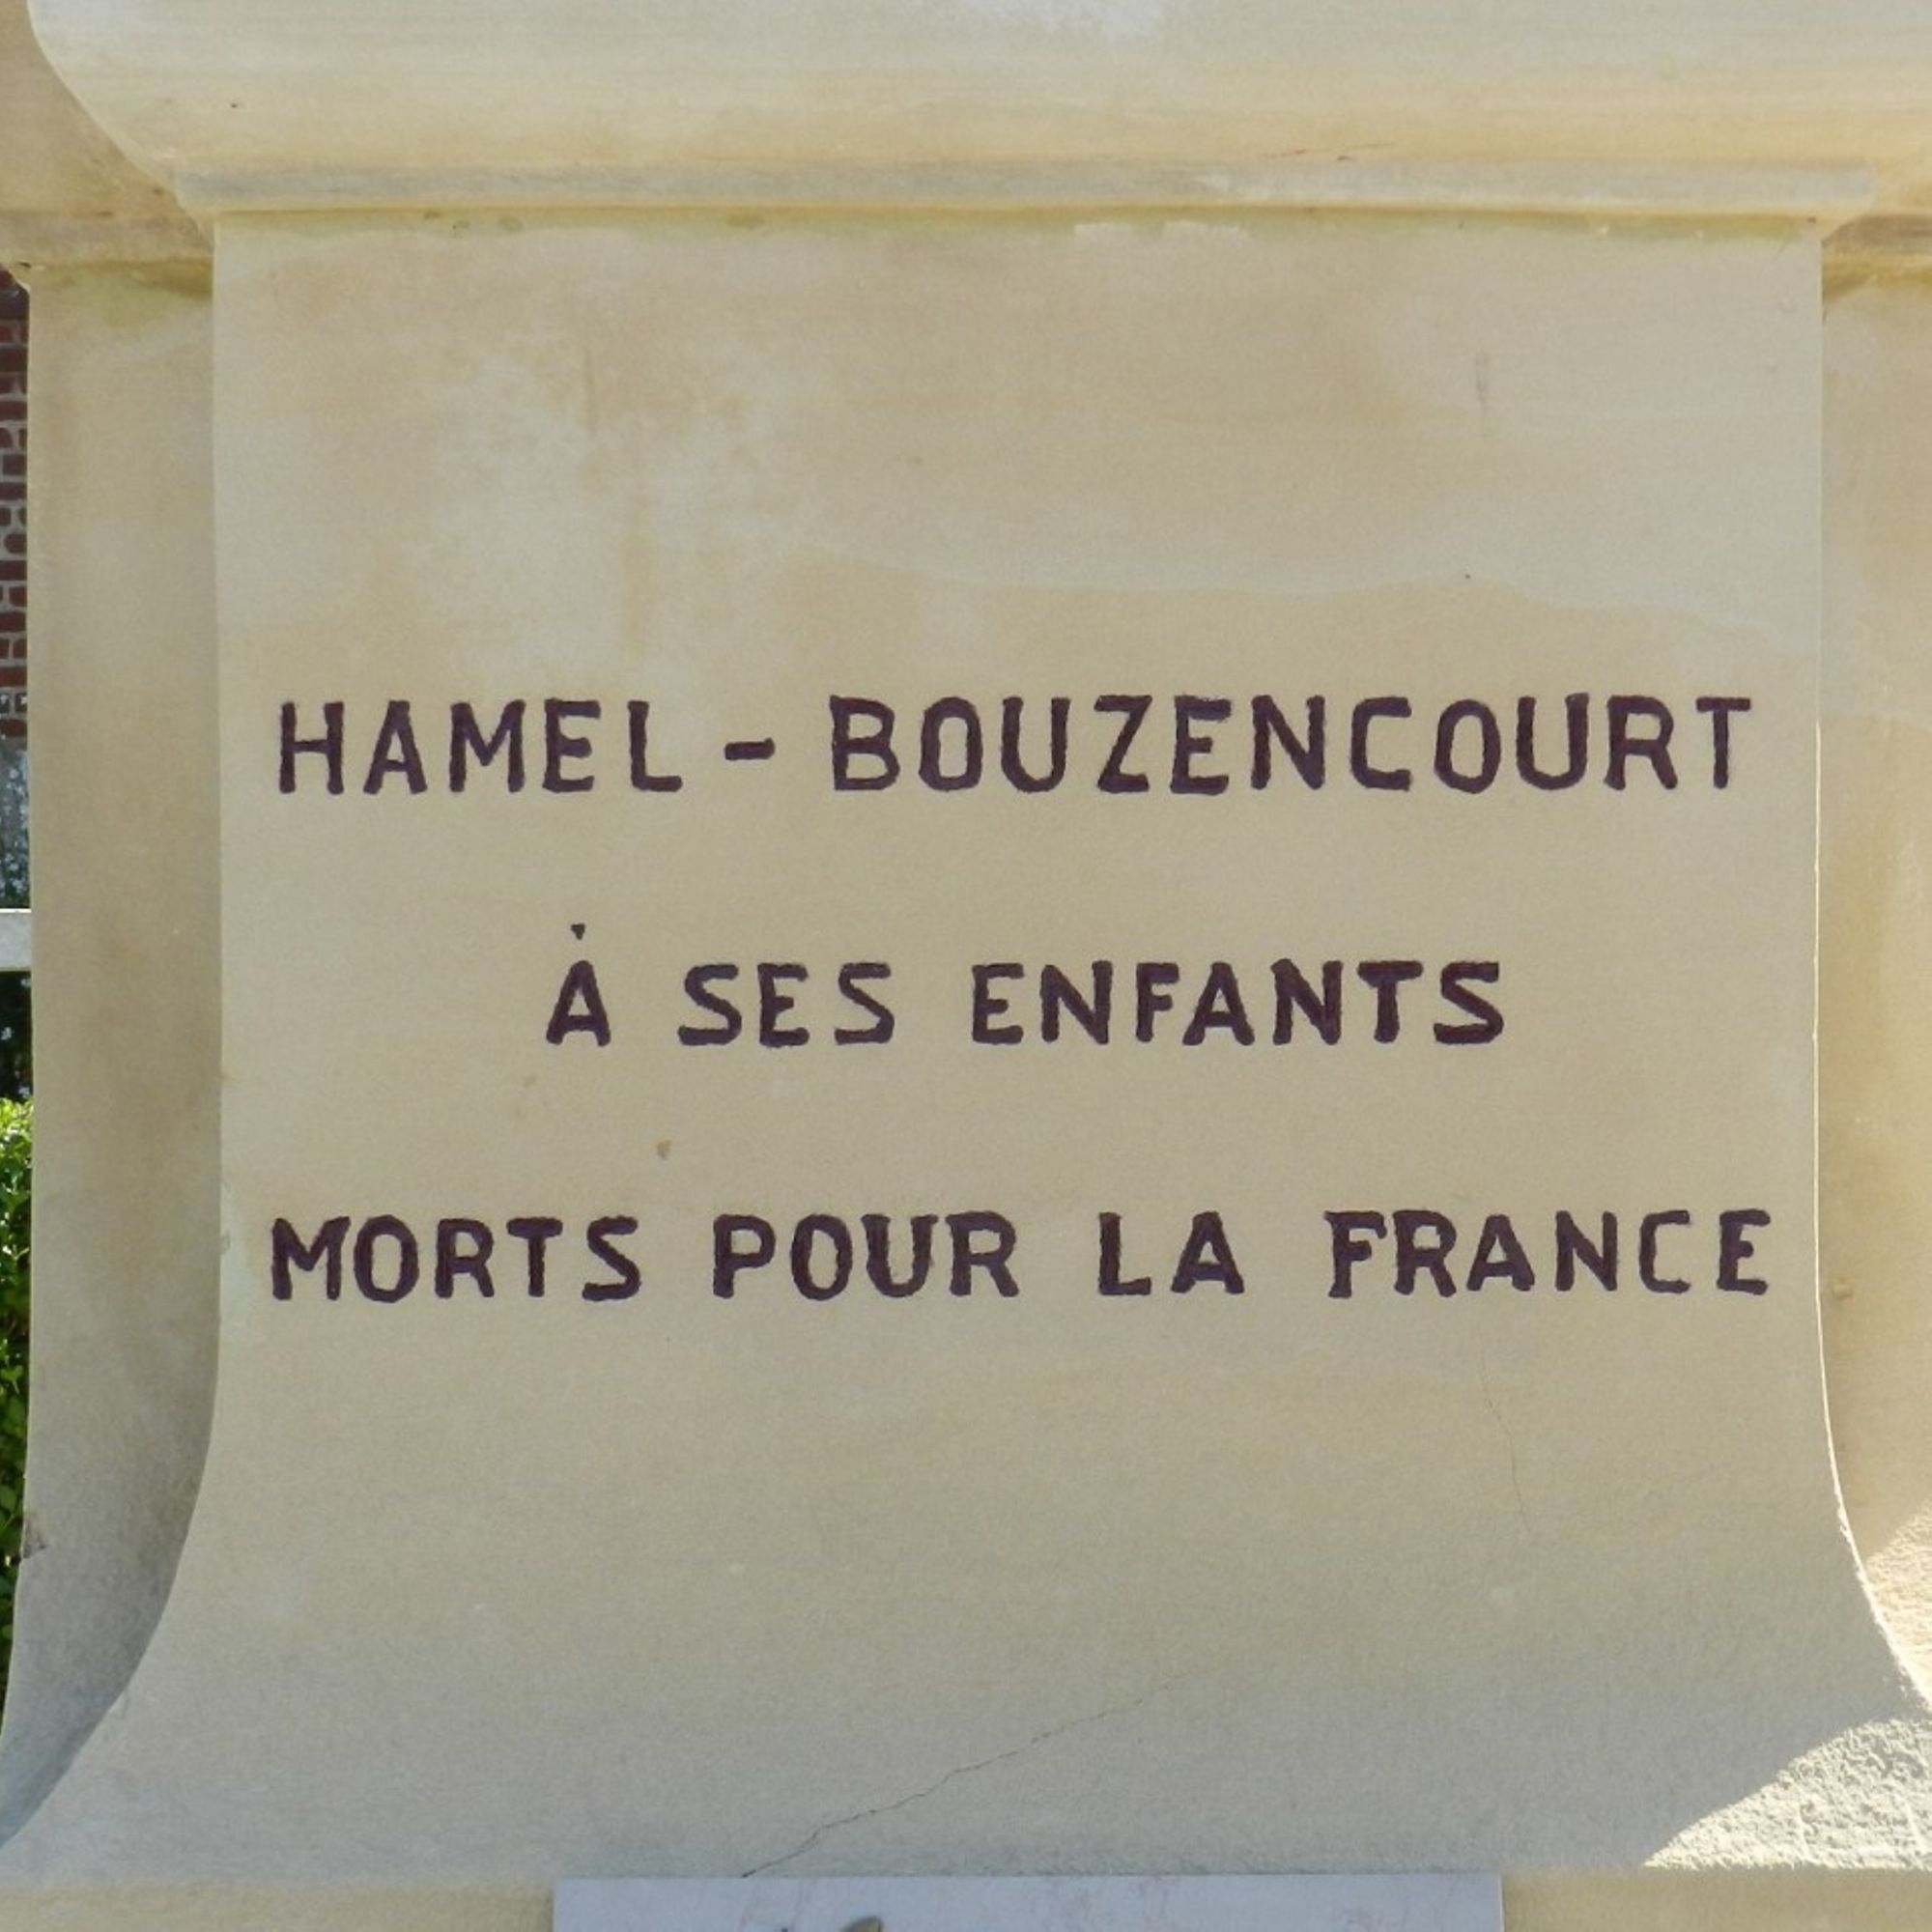 HAMEL - BOUZENCOURT
À SES ENFANTS
MORTS POUR LA FRANCE